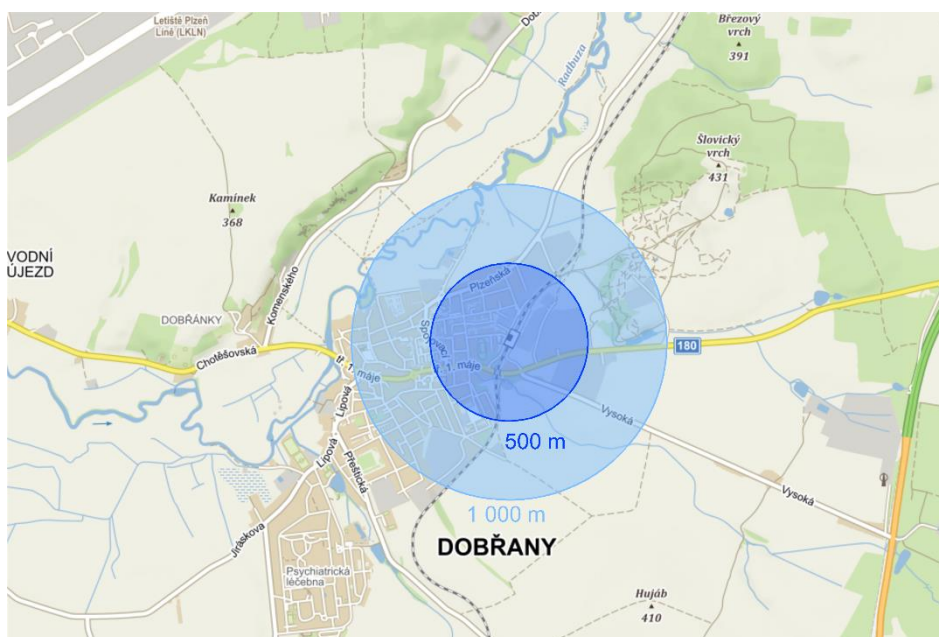 Letiště Plzeň
Líně (LKLN)
Březový
vrch
391
Radbuza
Šlovický
vrch
431
Kamínek
368
VODNÍ
ÚJEZD
Komenského
Plzeňská
DOBŘÁNKY
180
Chotěšovská
tř. 1. máje
1. máje
Lipová
500 m
Vysoká
Lipová
Přeštická
Vysoká
1 000 m
Jiráskova
DOBŘANY
Psychiatrická
léčebna
Hujáb
410